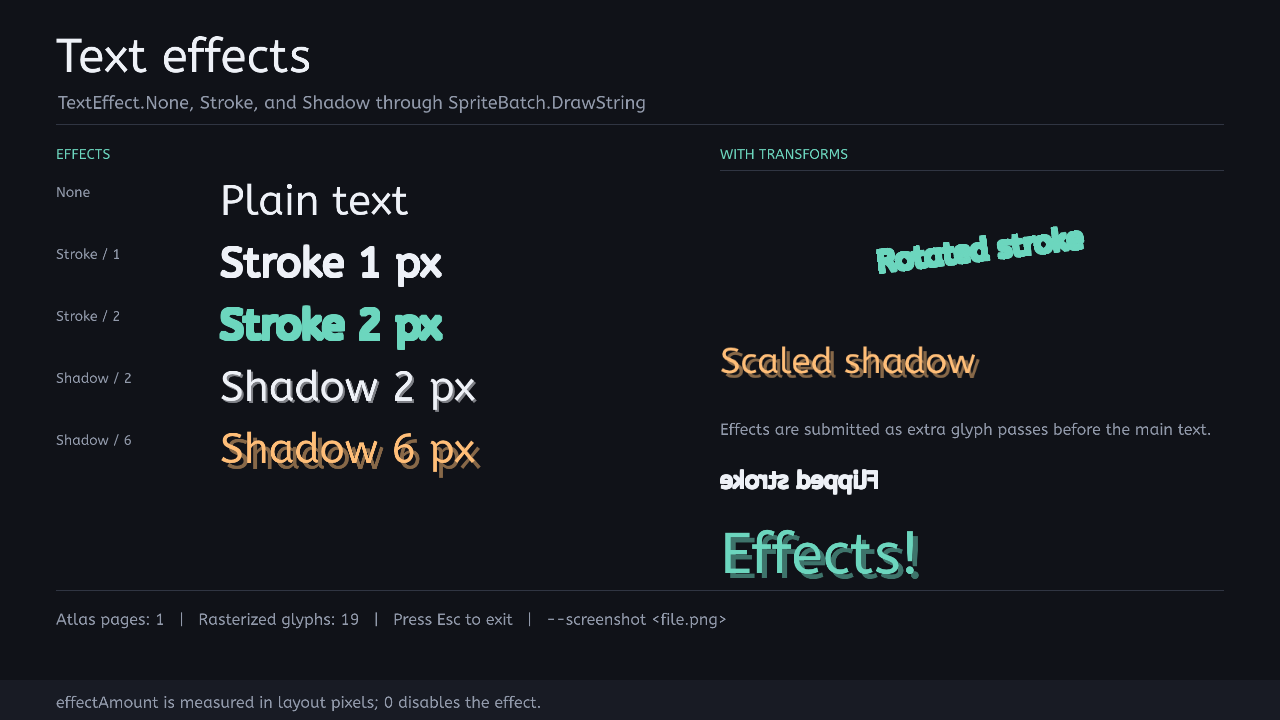 Text effects
TextEffect.None, Stroke, and Shadow through SpriteBatch.DrawString
EFFECTS
None
Plain text
Stroke / 1
Stroke 1 px
Stroke / 2
Stroke 2 px
Shadow / 2
Shadow 2 px
Shadow / 6
Shadow 6 px
WITH TRANSFORMS
Rotated stroke
Scaled shadow
Effects are submitted as extra glyph passes before the main text.
Flipped stroke
Effects!
Atlas pages: 1 | Rasterized glyphs: 19 | Press Esc to exit | --screenshot <file.png>
effectAmount is measured in layout pixels; 0 disables the effect.